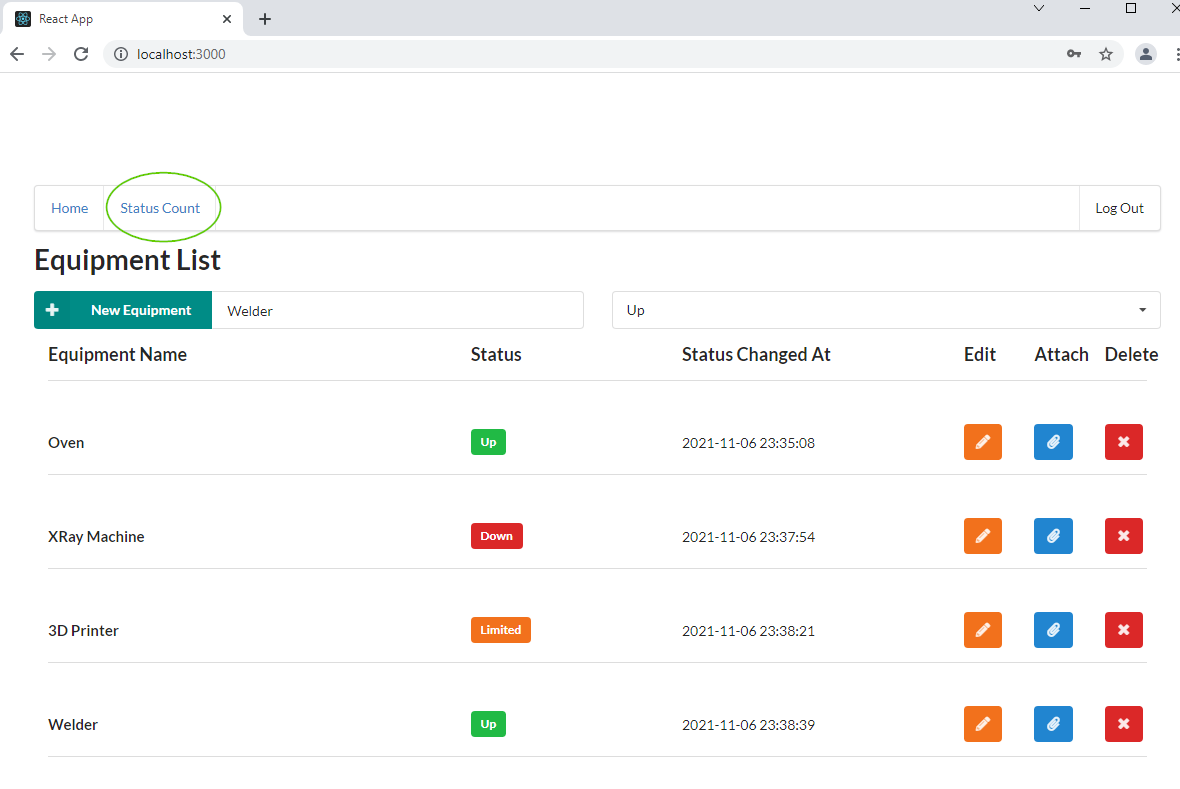 React App
localhost:3000
Home Status Count Log Out
Equipment List
New Equipment Welder Up
Equipment Name Status Status Changed At Edit Attach Delete
Oven Up 2021-11-06 23:35:08
XRay Machine Down 2021-11-06 23:37:54
3D Printer Limited 2021-11-06 23:38:21
Welder Up 2021-11-06 23:38:39